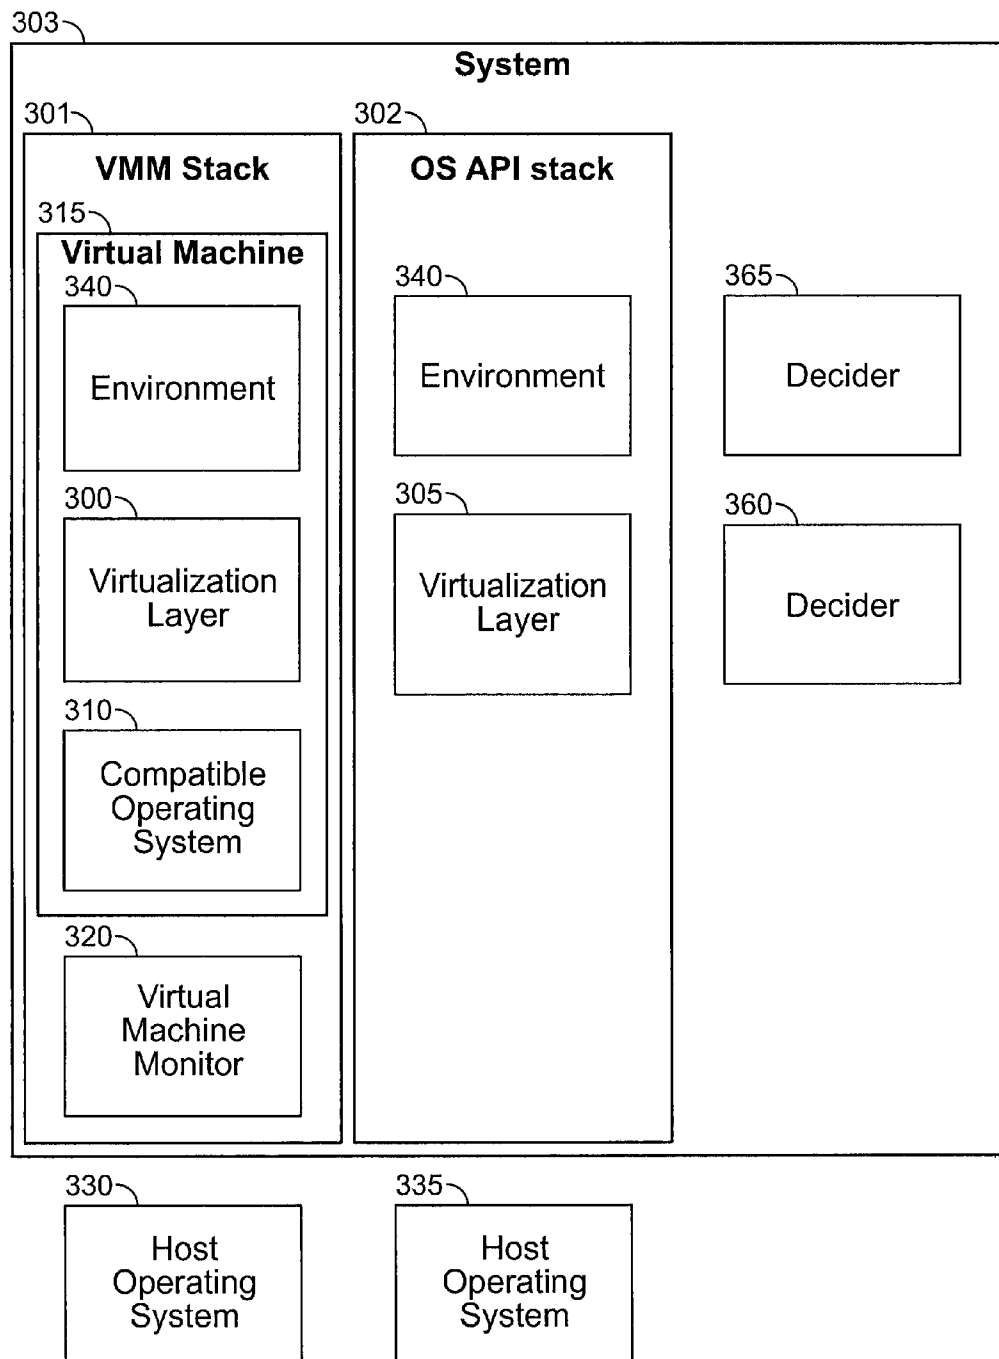 303
System
301
VMM Stack
302
OS API stack
315
Virtual Machine
340
Environment
340
Environment
365
Decider
300
Virtualization
Layer
305
Virtualization
Layer
360
Decider
310
Compatible
Operating
System
320
Virtual
Machine
Monitor
330
Host
Operating
System
335
Host
Operating
System